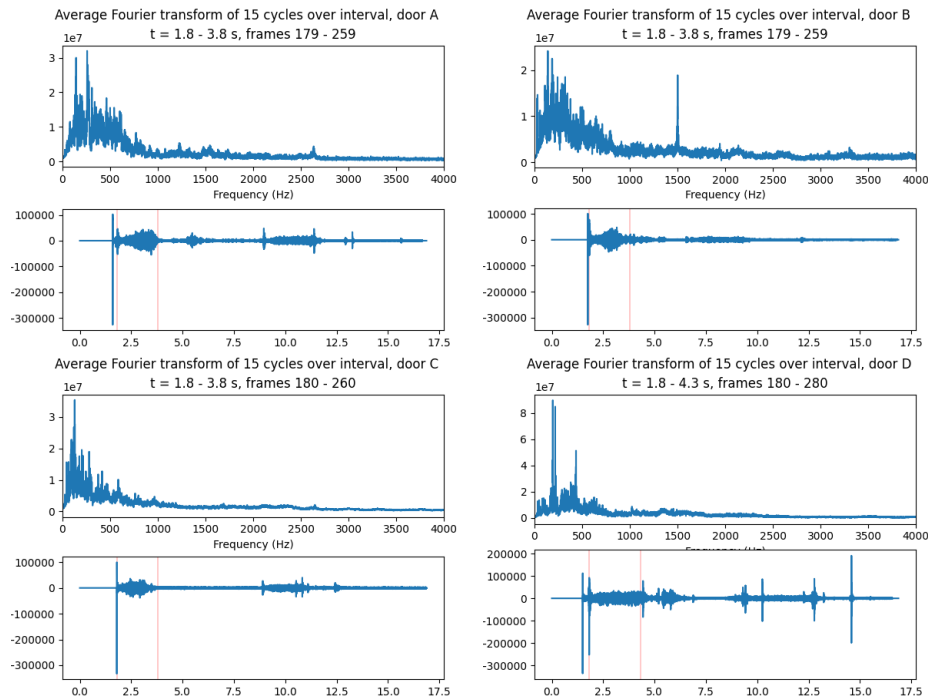 Average Fourier transform of 15 cycles over interval, door A
t = 1.8 - 3.8 s, frames 179 - 259
1e7
3
2
1
0
0 500 1000 1500 2000 2500 3000 3500 4000
Frequency (Hz)
100000
0
-100000
-200000
-300000
0.0 2.5 5.0 7.5 10.0 12.5 15.0 17.5
Average Fourier transform of 15 cycles over interval, door B
t = 1.8 - 3.8 s, frames 179 - 259
1e7
2
1
0
0 500 1000 1500 2000 2500 3000 3500 4000
Frequency (Hz)
100000
0
-100000
-200000
-300000
0.0 2.5 5.0 7.5 10.0 12.5 15.0 17.5
Average Fourier transform of 15 cycles over interval, door C
t = 1.8 - 3.8 s, frames 180 - 260
1e7
3
2
1
0
0 500 1000 1500 2000 2500 3000 3500 4000
Frequency (Hz)
100000
0
-100000
-200000
-300000
0.0 2.5 5.0 7.5 10.0 12.5 15.0 17.5
Average Fourier transform of 15 cycles over interval, door D
t = 1.8 - 4.3 s, frames 180 - 280
1e7
8
6
4
2
0
0 500 1000 1500 2000 2500 3000 3500 4000
Frequency (Hz)
200000
100000
0
-100000
-200000
-300000
0.0 2.5 5.0 7.5 10.0 12.5 15.0 17.5